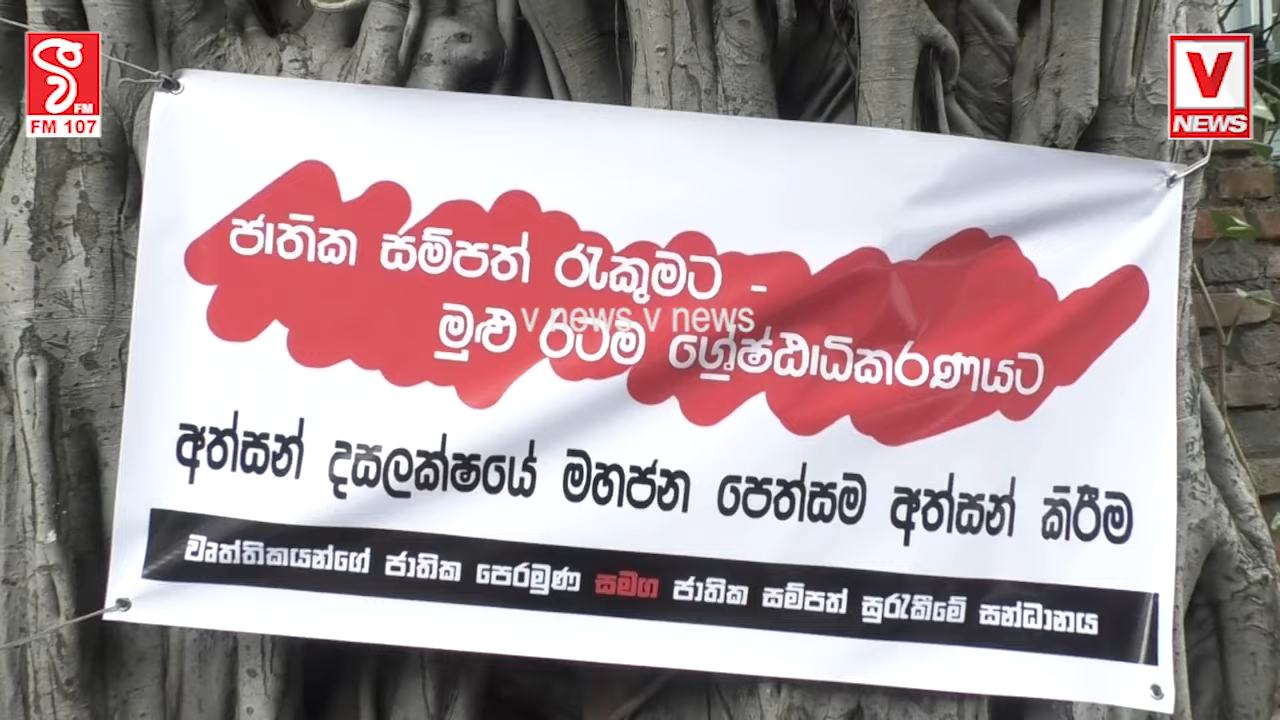 වි
FM
FM 107
V
NEWS
ජාතික සම්පත් රැකුමට -
මුළු රටම ශ්‍රේෂ්ඨාධිකරණයට
v news v news
අත්සන් දසලක්ෂයේ මහජන පෙත්සම අත්සන් කිරීම
වෘත්තිකයන්ගේ ජාතික පෙරමුණ සමග ජාතික සම්පත් සුරැකීමේ සන්ධානය